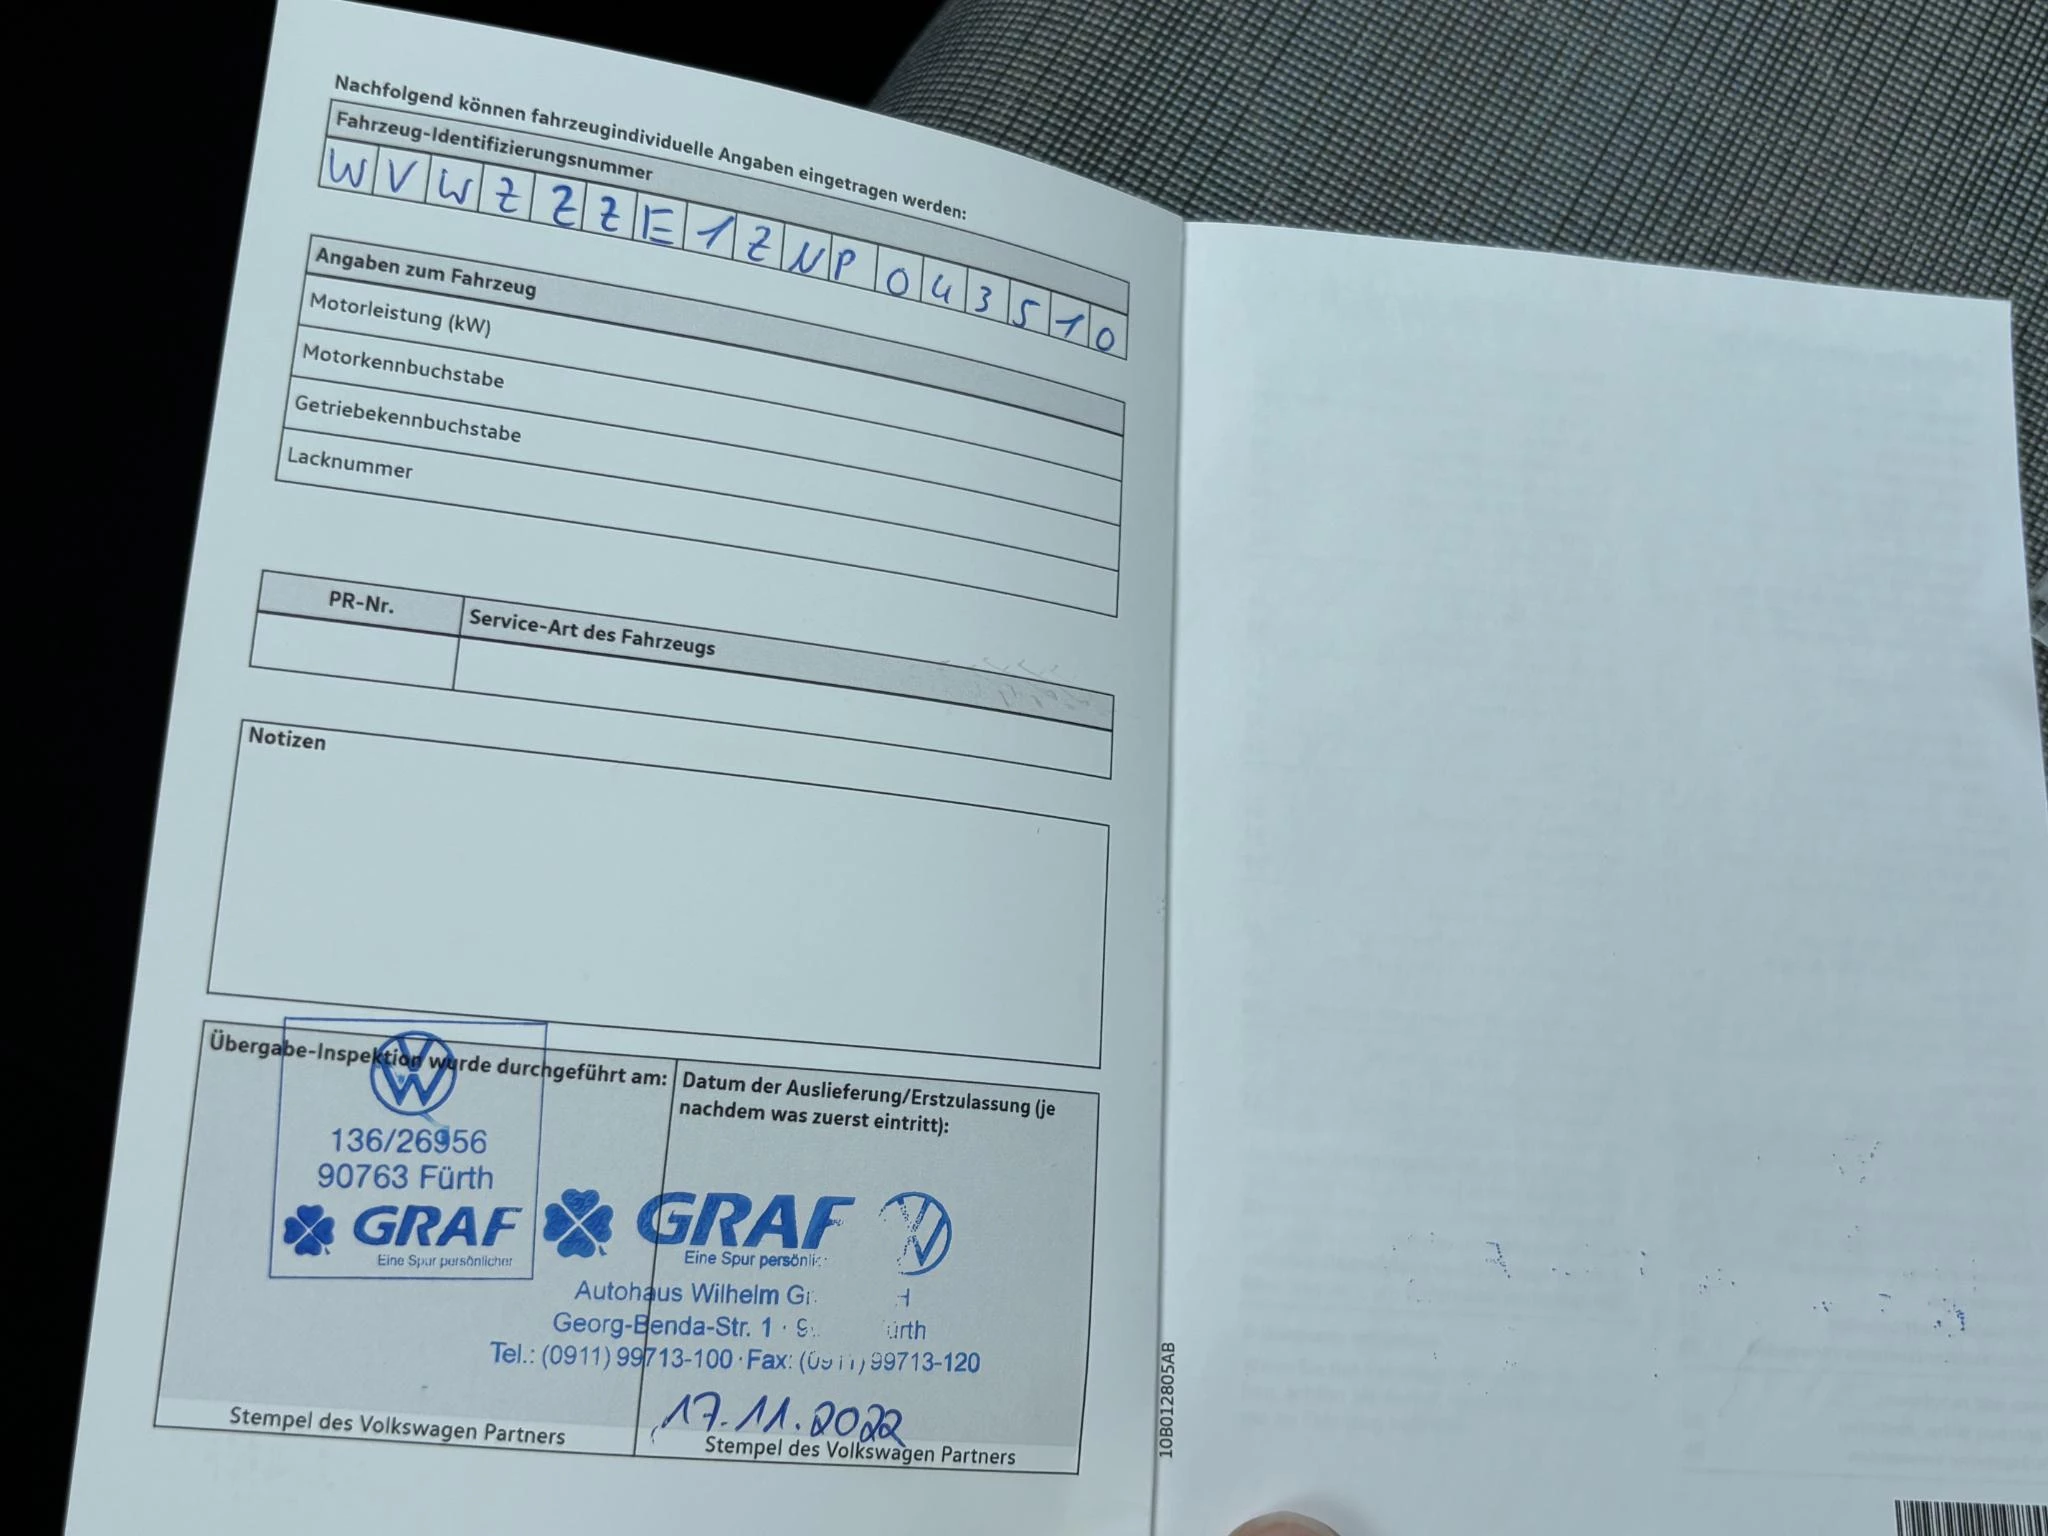 Nachfolgend können fahrzeugindividuelle Angaben eingetragen werden:
Fahrzeug-Identifizierungsnummer
WVWZZZE1ZNP043510
Angaben zum Fahrzeug
Motorleistung (kW)
Motorkennbuchstabe
Getriebekennbuchstabe
Lacknummer
PR-Nr. Service-Art des Fahrzeugs
Notizen
Übergabe-Inspektion wurde durchgeführt am:
136/26956
90763 Fürth
GRAF
Eine Spur persönlicher
Stempel des Volkswagen Partners
Datum der Auslieferung/Erstzulassung (je
nachdem was zuerst eintritt):
GRAF
Eine Spur
Autohaus Wilhelm
Georg-Benda-Str. 1 ·
Tel.: (0911) 99713-100 · Fax: (0911) 99713-120
17.11.2022
Stempel des Volkswagen Partners
10B012805AB